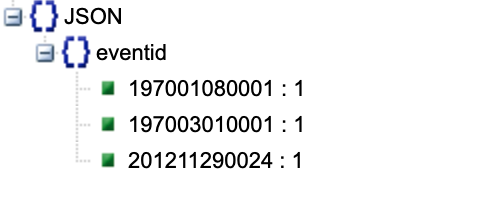 JSON
eventid
197001080001 : 1
197003010001 : 1
201211290024 : 1